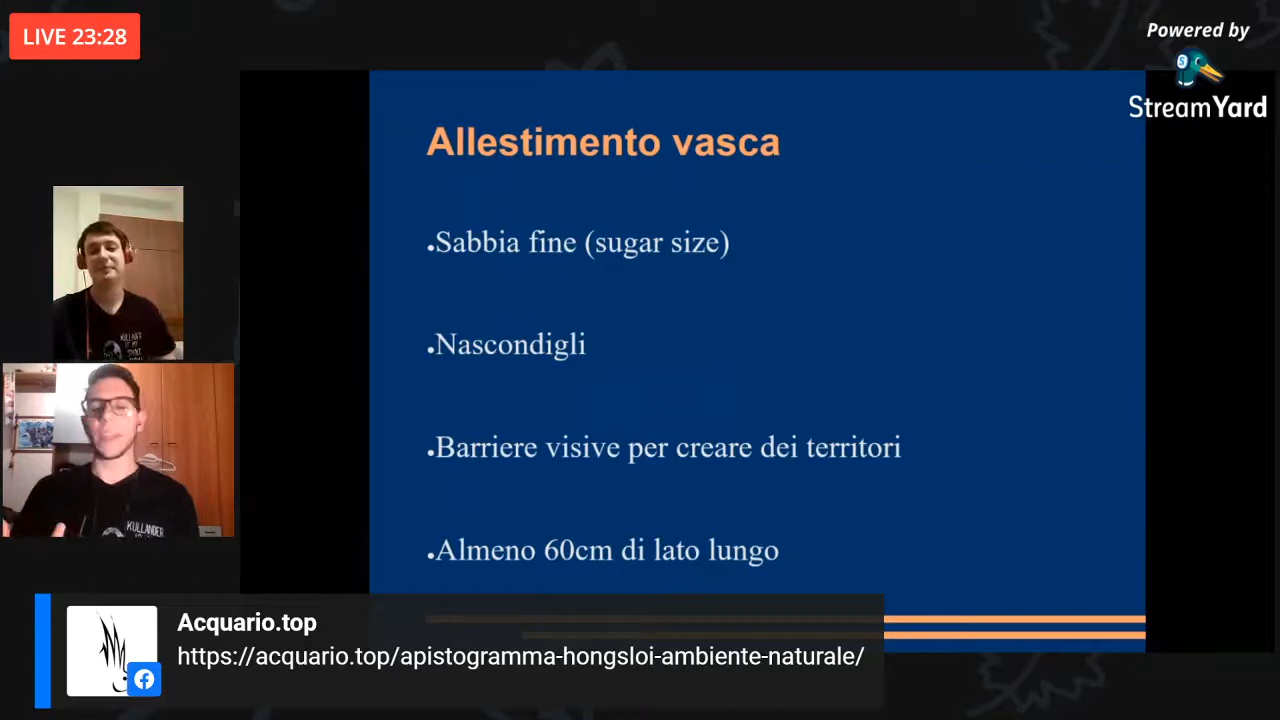 LIVE 23:28
Powered by
StreamYard
Allestimento vasca
.Sabbia fine (sugar size)
.Nascondigli
.Barriere visive per creare dei territori
.Almeno 60cm di lato lungo
KULLANDER
Acquario.top
https://acquario.top/apistogramma-hongsloi-ambiente-naturale/